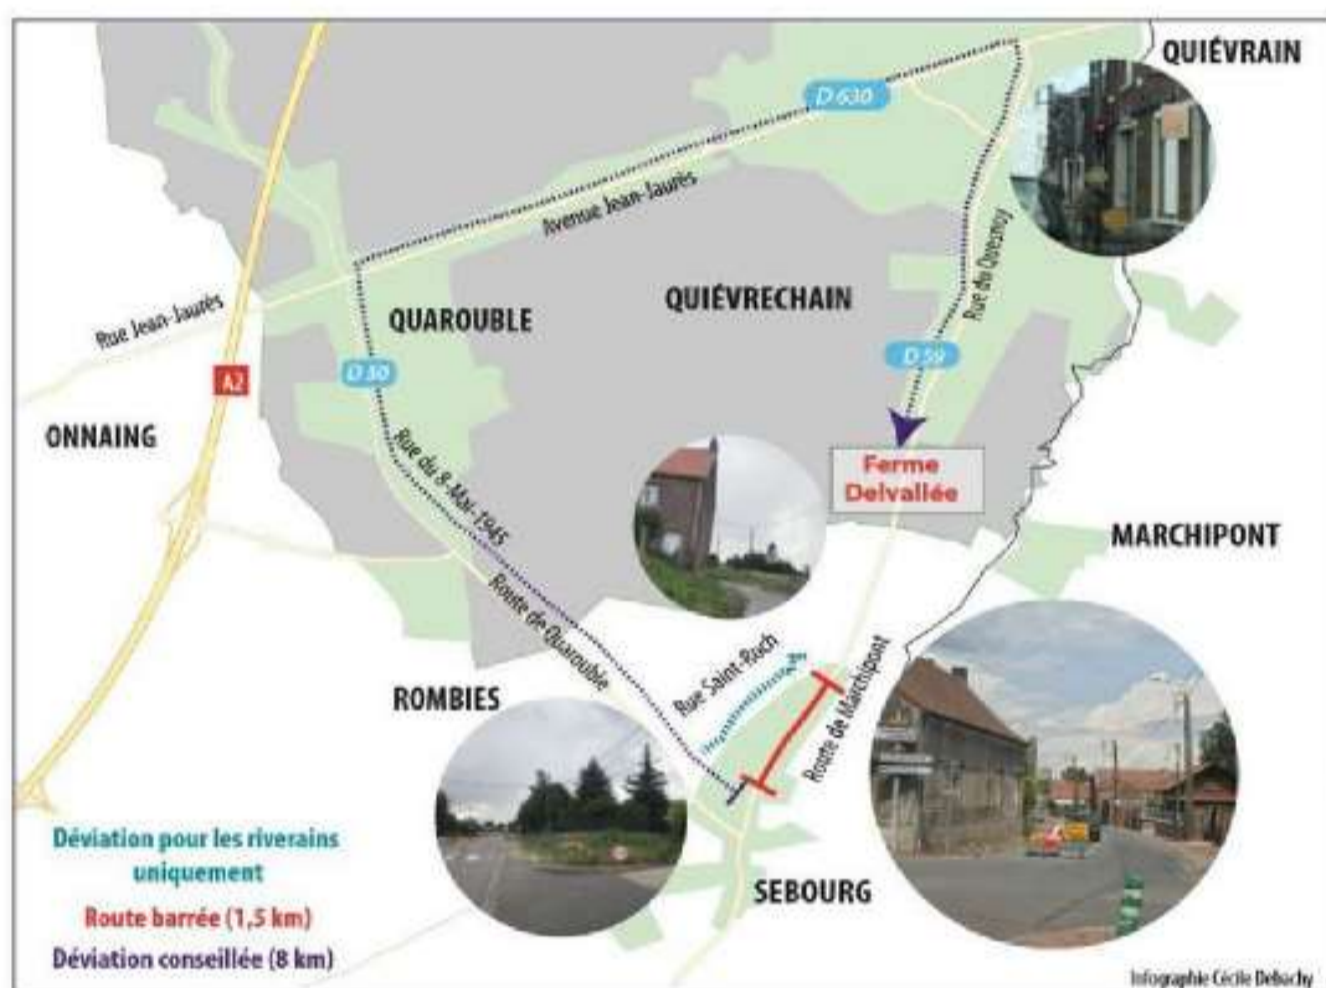 QUIÉVRAIN
D 630
Avenue Jean-Jaurès
Rue du Quesnoy
Rue Jean-Jaurès
QUAROUBLE
QUIÉVRECHAIN
D 50
D 59
A2
ONNAING
Rue du 8-Mai-1945
Ferme
Delvallée
MARCHIPONT
Route de Quarouble
Rue Saint-Roch
Route de Marchipont
ROMBIES
SEBOURG
Déviation pour les riverains
uniquement
Route barrée (1,5 km)
Déviation conseillée (8 km)
Infographie Cécile Debachy